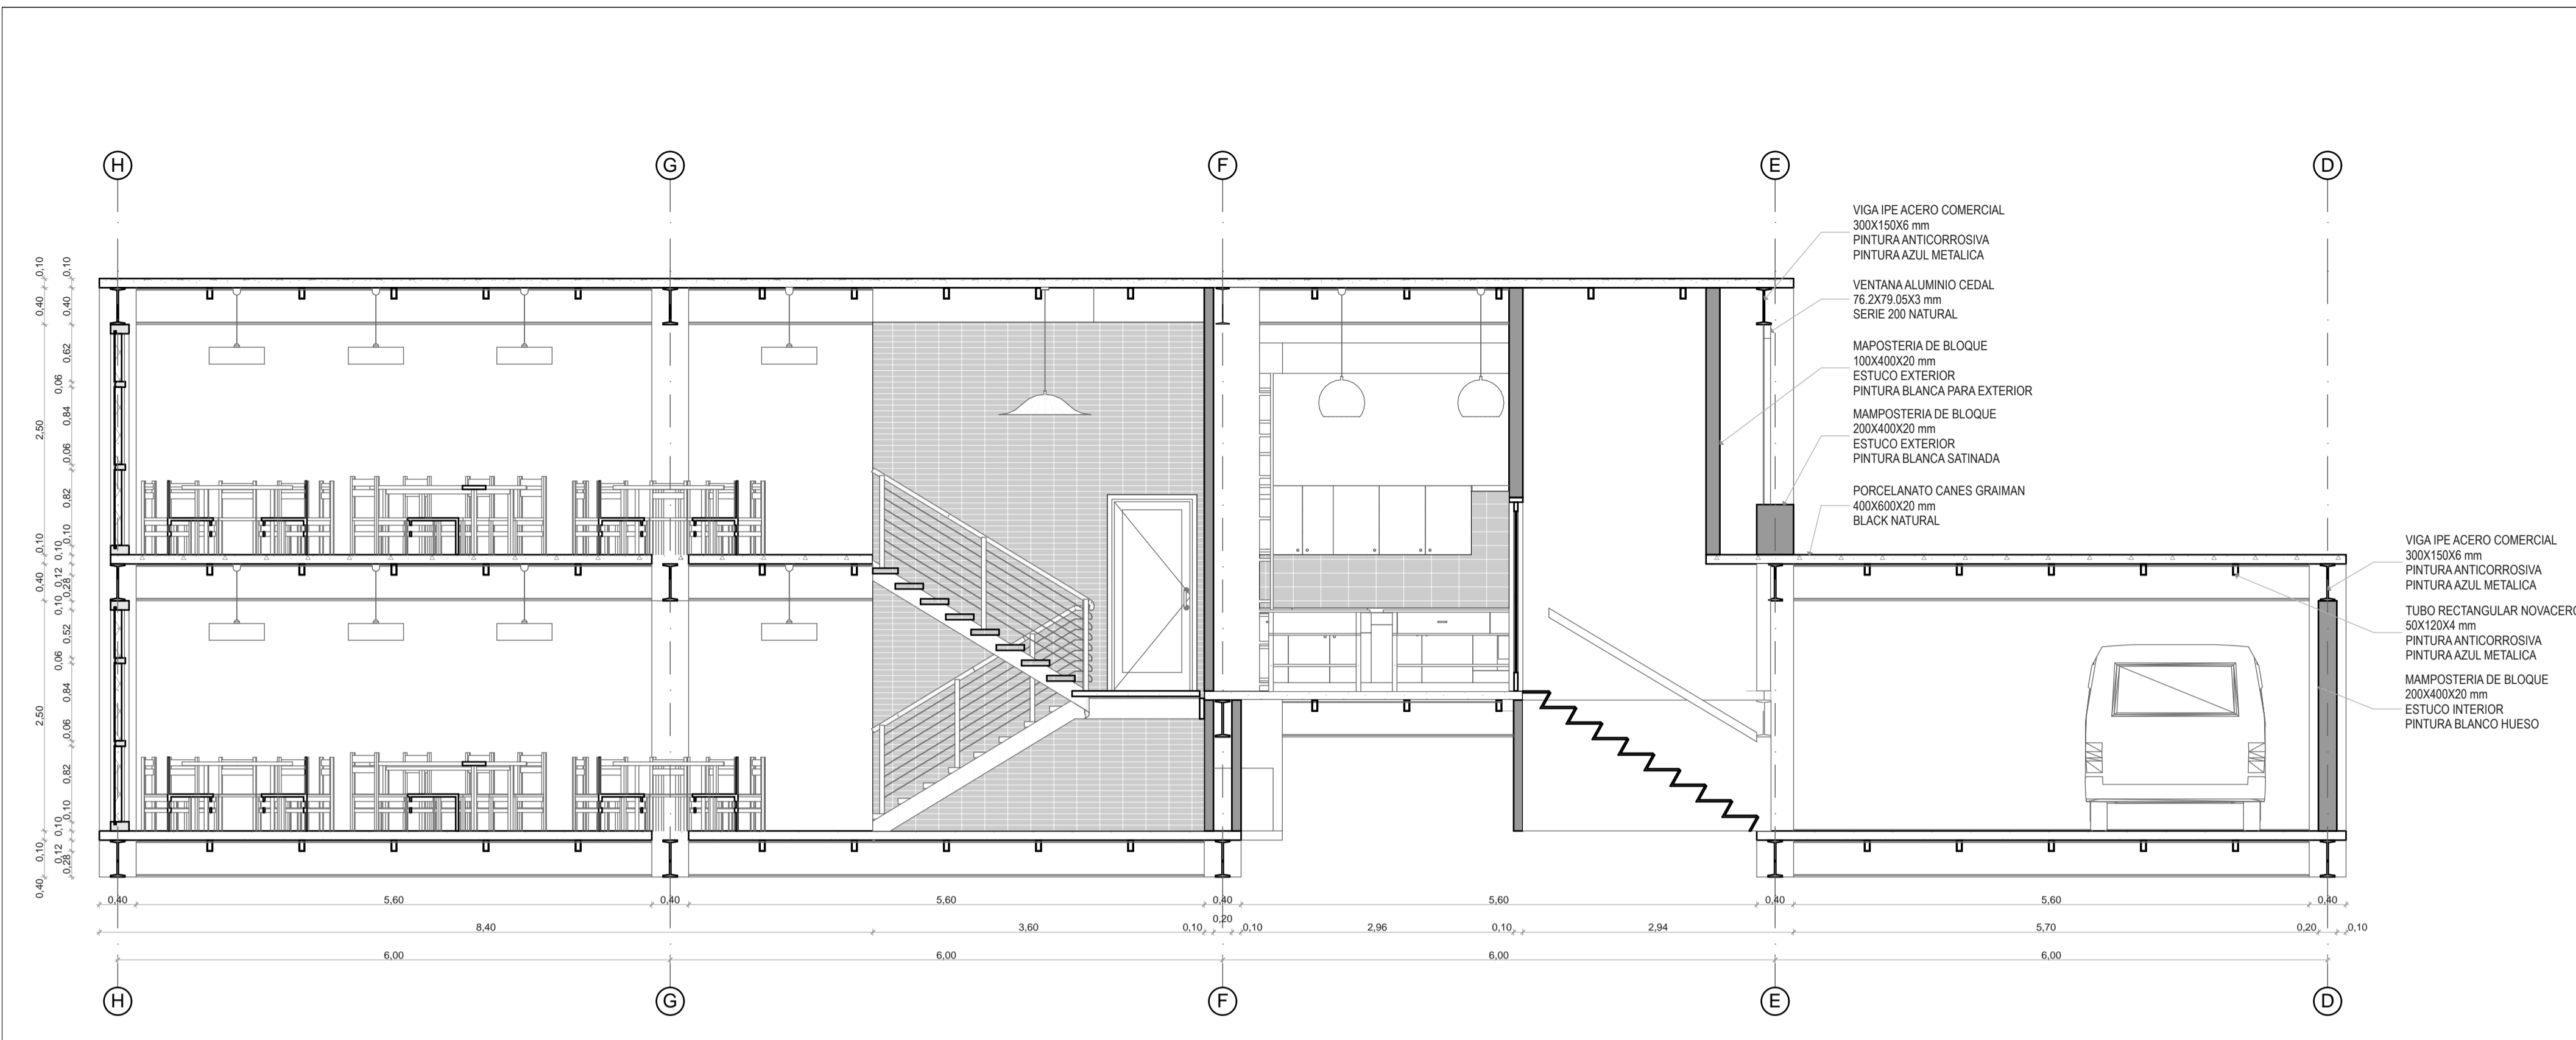 H
G
F
E
D
VIGA IPE ACERO COMERCIAL
300X150X6 mm
PINTURA ANTICORROSIVA
PINTURA AZUL METALICA
VENTANA ALUMINIO CEDAL
76.2X79.05X3 mm
SERIE 200 NATURAL
MAPOSTERIA DE BLOQUE
100X400X20 mm
ESTUCO EXTERIOR
PINTURA BLANCA PARA EXTERIOR
MAMPOSTERIA DE BLOQUE
200X400X20 mm
ESTUCO EXTERIOR
PINTURA BLANCA SATINADA
PORCELANATO CANES GRAIMAN
400X600X20 mm
BLACK NATURAL
VIGA IPE ACERO COMERCIAL
300X150X6 mm
PINTURA ANTICORROSIVA
PINTURA AZUL METALICA
TUBO RECTANGULAR NOVACERO
50X120X4 mm
PINTURA ANTICORROSIVA
PINTURA AZUL METALICA
MAMPOSTERIA DE BLOQUE
200X400X20 mm
ESTUCO INTERIOR
PINTURA BLANCO HUESO
0,10
0,40
2,50
0,10
0,40
2,50
0,10
0,40
0,10
0,40
0,62
0,06
0,84
0,06
0,82
0,10
0,10
0,12
0,28
0,10
0,52
0,06
0,84
0,06
0,82
0,10
0,10
0,12
0,28
0,40 5,60 0,40 5,60 0,40 5,60 0,40 5,60 0,40
8,40 3,60 0,10 0,20 0,10 2,96 0,10 2,94 5,70 0,20 0,10
6,00 6,00 6,00 6,00
H
G
F
E
D